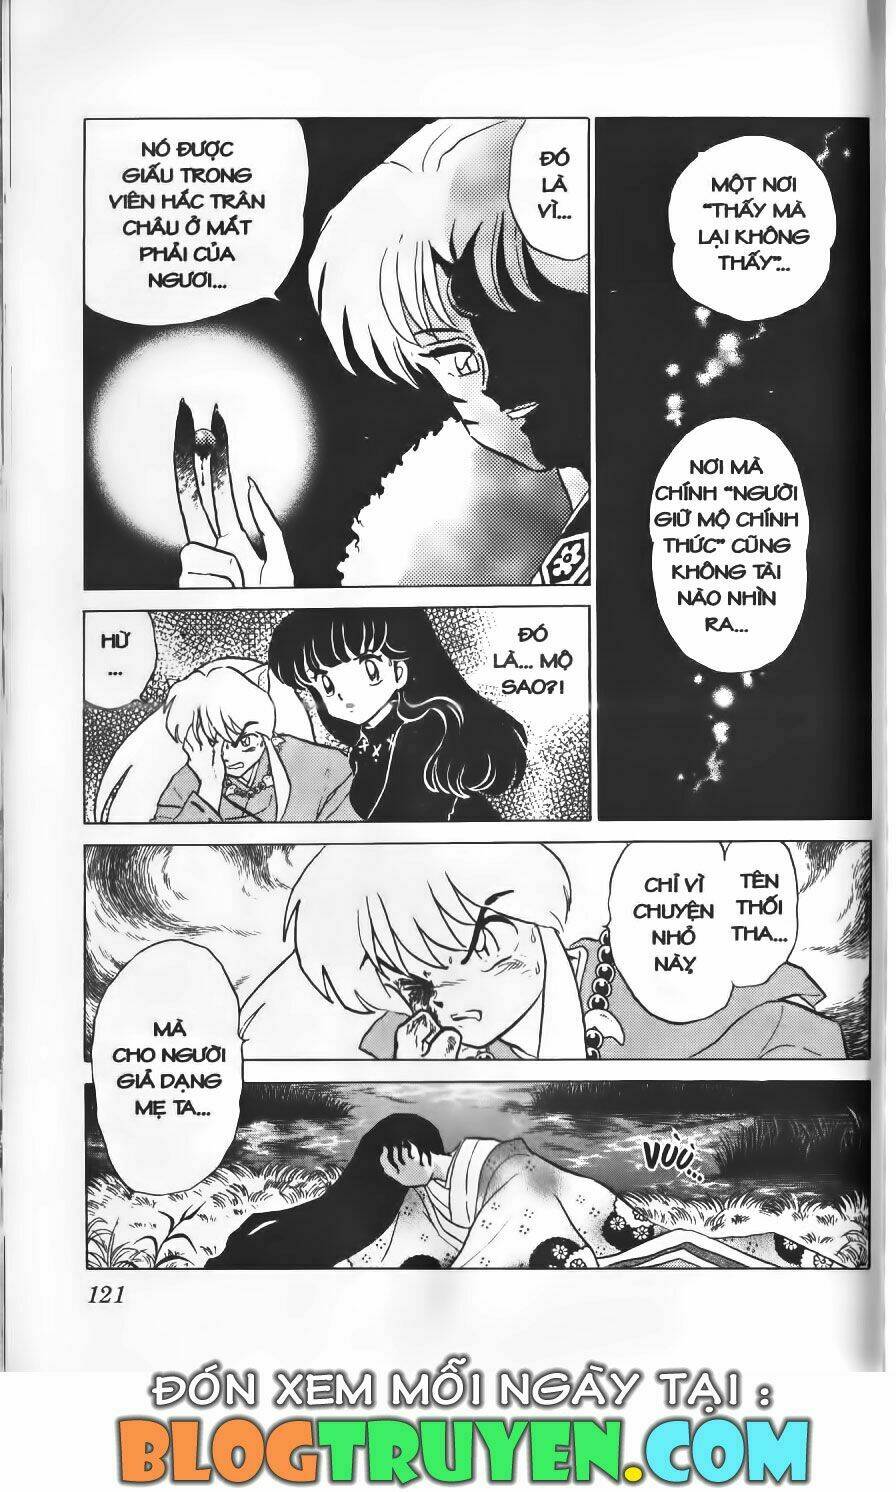 MỘT NƠI
"THẤY MÀ
LẠI KHÔNG
THẤY"...
NƠI MÀ
CHÍNH "NGƯỜI
GIỮ MỘ CHÍNH
THỨC" CŨNG
KHÔNG TÀI
NÀO NHÌN
RA...
ĐÓ
LÀ
VÌ...
NÓ ĐƯỢC
GIẤU TRONG
VIÊN HẮC TRÂN
CHÂU Ở MẮT
PHẢI CỦA
NGƯƠI...
ĐÓ
LÀ... MỘ
SAO?!
HỪ
...
TÊN
THỐI
THA...
CHỈ VÌ
CHUYỆN
NHỎ
NÀY,
MÀ
CHO NGƯỜI
GIẢ DẠNG
MẸ TA...
VÙÙ...
121
ĐÓN XEM MỖI NGÀY TẠI :
BLOGTRUYEN.COM